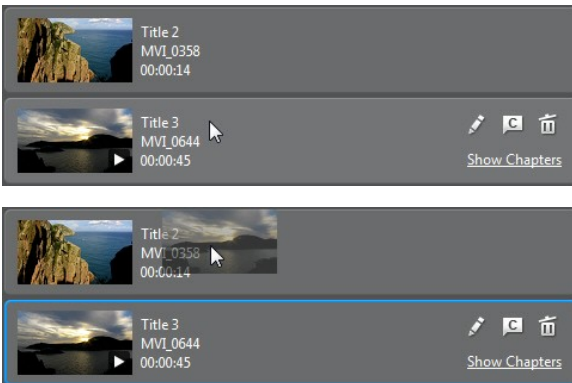 Title 2
MVI_0358
00:00:14
Title 3
MVI_0644
00:00:45
C
Show Chapters
Title 2
MVI_0358
00:00:14
Title 3
MVI_0644
00:00:45
C
Show Chapters